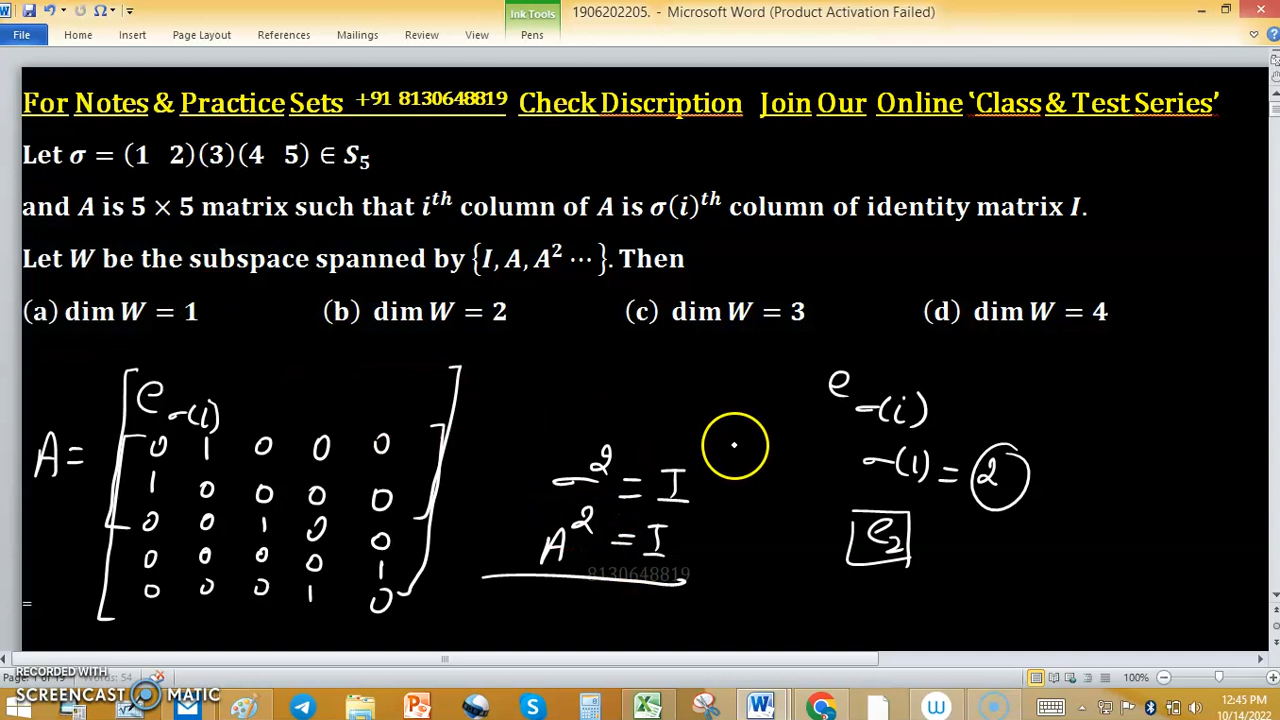 Ink Tools
1906202205. - Microsoft Word (Product Activation Failed)
File Home Insert Page Layout References Mailings Review View Pens
For Notes & Practice Sets +91 8130648819 Check Discription Join Our Online 'Class & Test Series'
Let σ = (1 2)(3)(4 5) ∈ S₅
and A is 5 × 5 matrix such that iᵗʰ column of A is σ(i)ᵗʰ column of identity matrix I.
Let W be the subspace spanned by {I, A, A² ⋯ }. Then
(a) dim W = 1 (b) dim W = 2 (c) dim W = 3 (d) dim W = 4
e σ(i)
A =
0 1 0 0 0
1 0 0 0 0
0 0 1 0 0
0 0 0 0 1
0 0 0 1 0
=
σ² = I
A² = I
8130648819
e σ(i)
σ(1) = 2
e₂
RECORDED WITH
SCREENCAST MATIC
Words: 54
100%
12:45 PM
10/14/2022